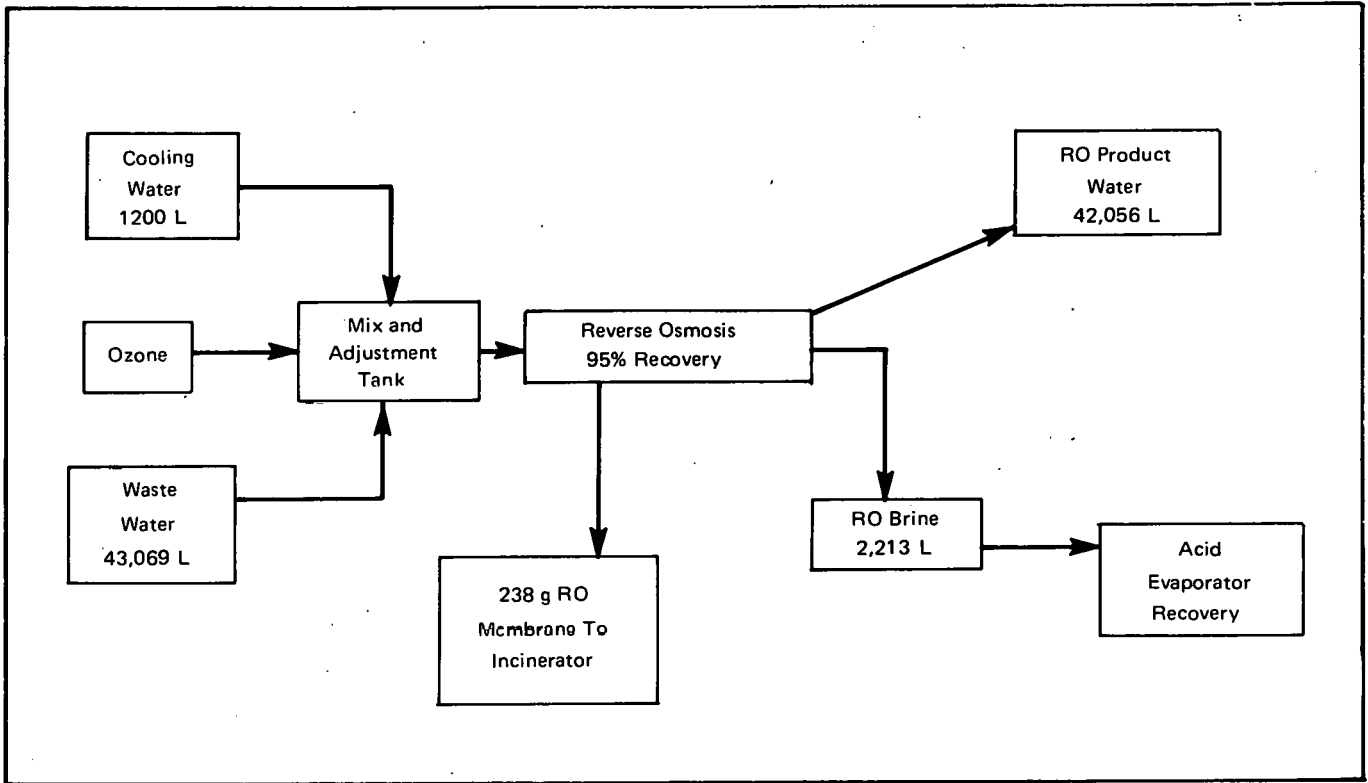 Cooling
Water
1200 L
Ozone
Waste
Water
43,069 L
Mix and
Adjustment
Tank
Reverse Osmosis
95% Recovery
238 g RO
Membrane To
Incinerator
RO Product
Water
42,056 L
RO Brine
2,213 L
Acid
Evaporator
Recovery